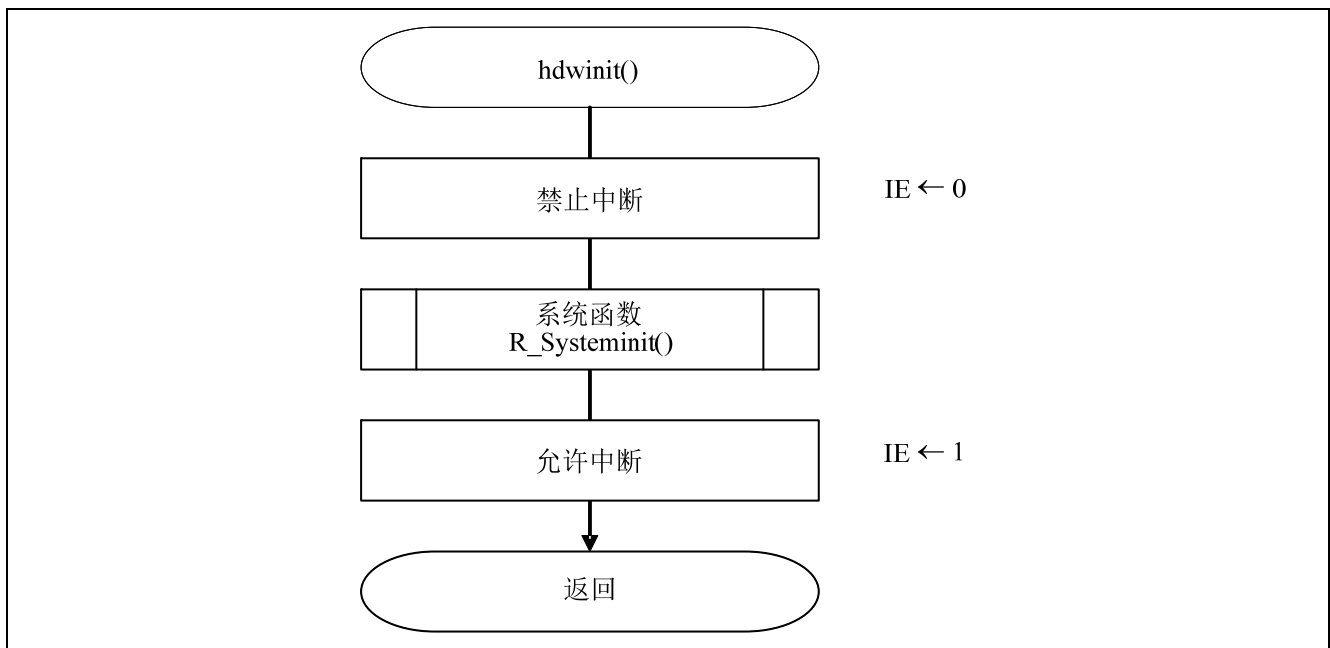 hdwinit()
禁止中断
IE ← 0
系统函数
R_Systeminit()
允许中断
IE ← 1
返回